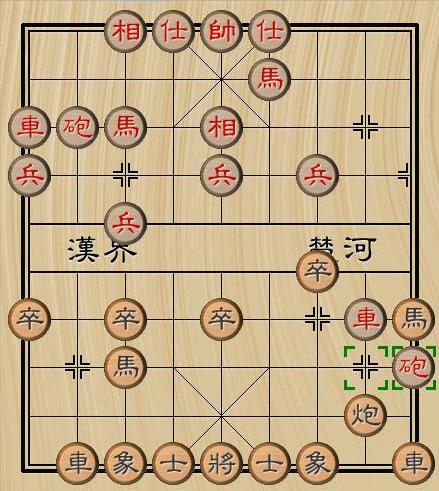 相 仕 帥 仕
馬
車 砲 馬 相
兵 兵 兵
兵
漢界 楚河
卒
卒 卒 卒 車 馬
馬 砲
炮
車 象 士 將 士 象 車